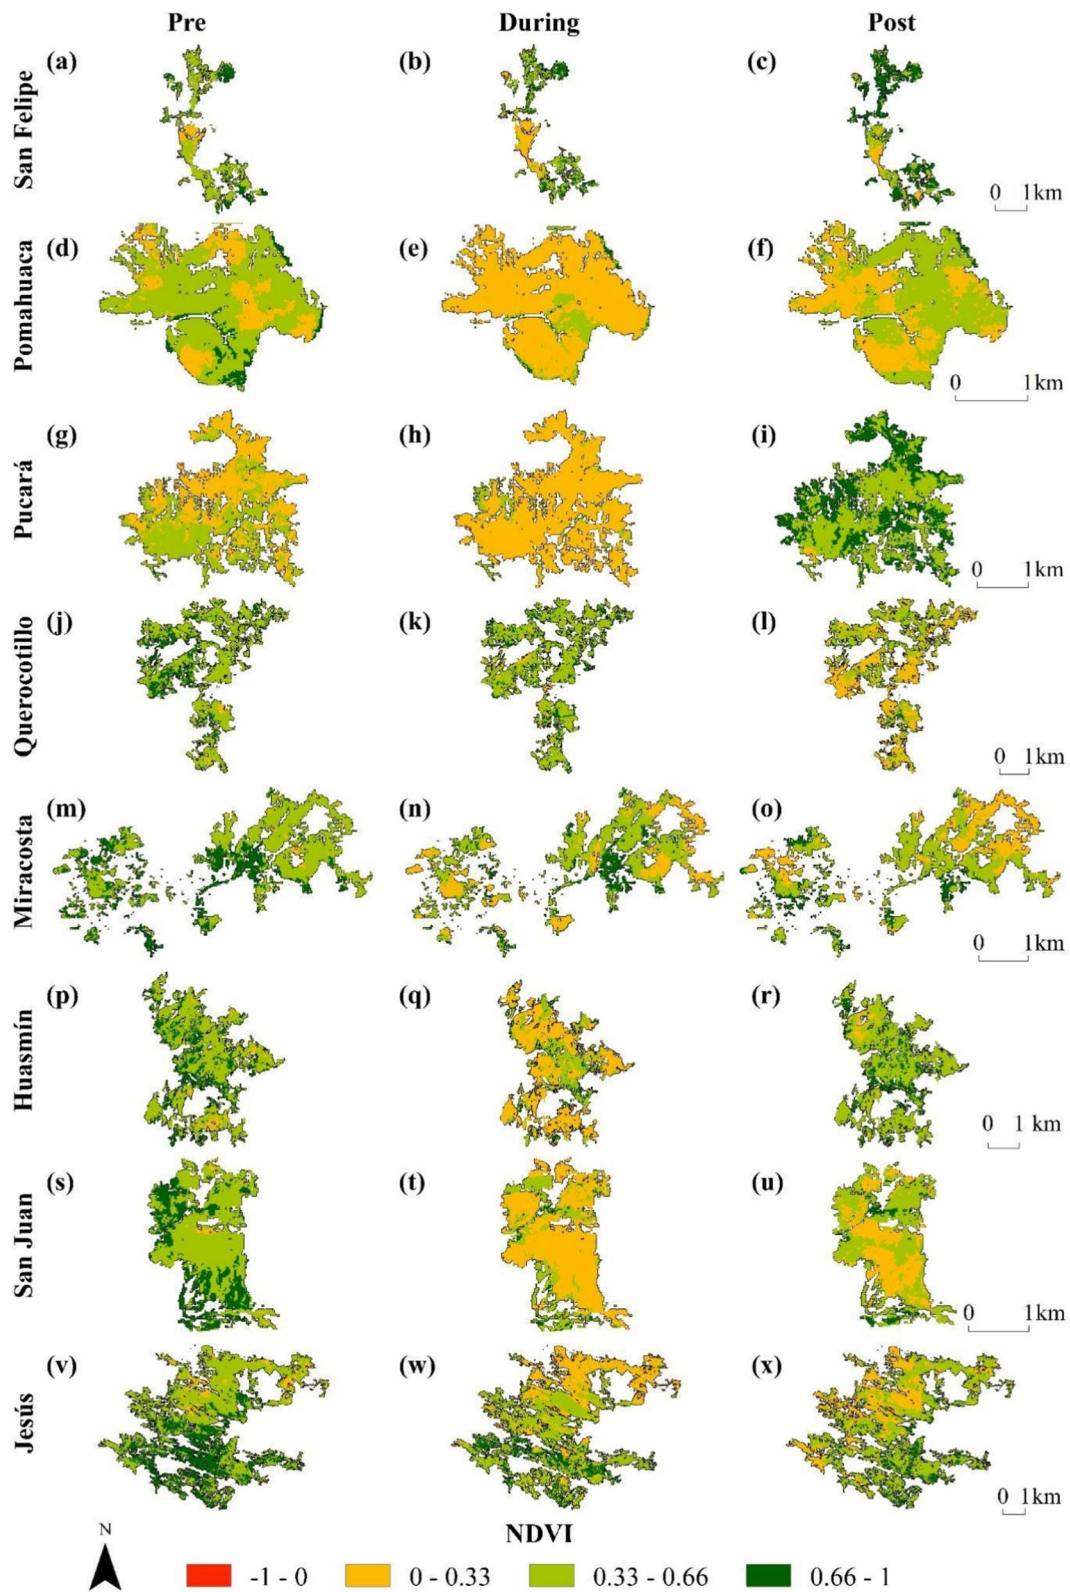 Pre During Post
San Felipe
(a) (b) (c)
0 1km
Pomahuaca
(d) (e) (f)
0 1km
Pucará
(g) (h) (i)
0 1km
Querocotillo
(j) (k) (l)
0 1km
Miracosta
(m) (n) (o)
0 1km
Huasmín
(p) (q) (r)
0 1 km
San Juan
(s) (t) (u)
0 1km
Jesús
(v) (w) (x)
0 1km
N
NDVI
-1 - 0 0 - 0.33 0.33 - 0.66 0.66 - 1